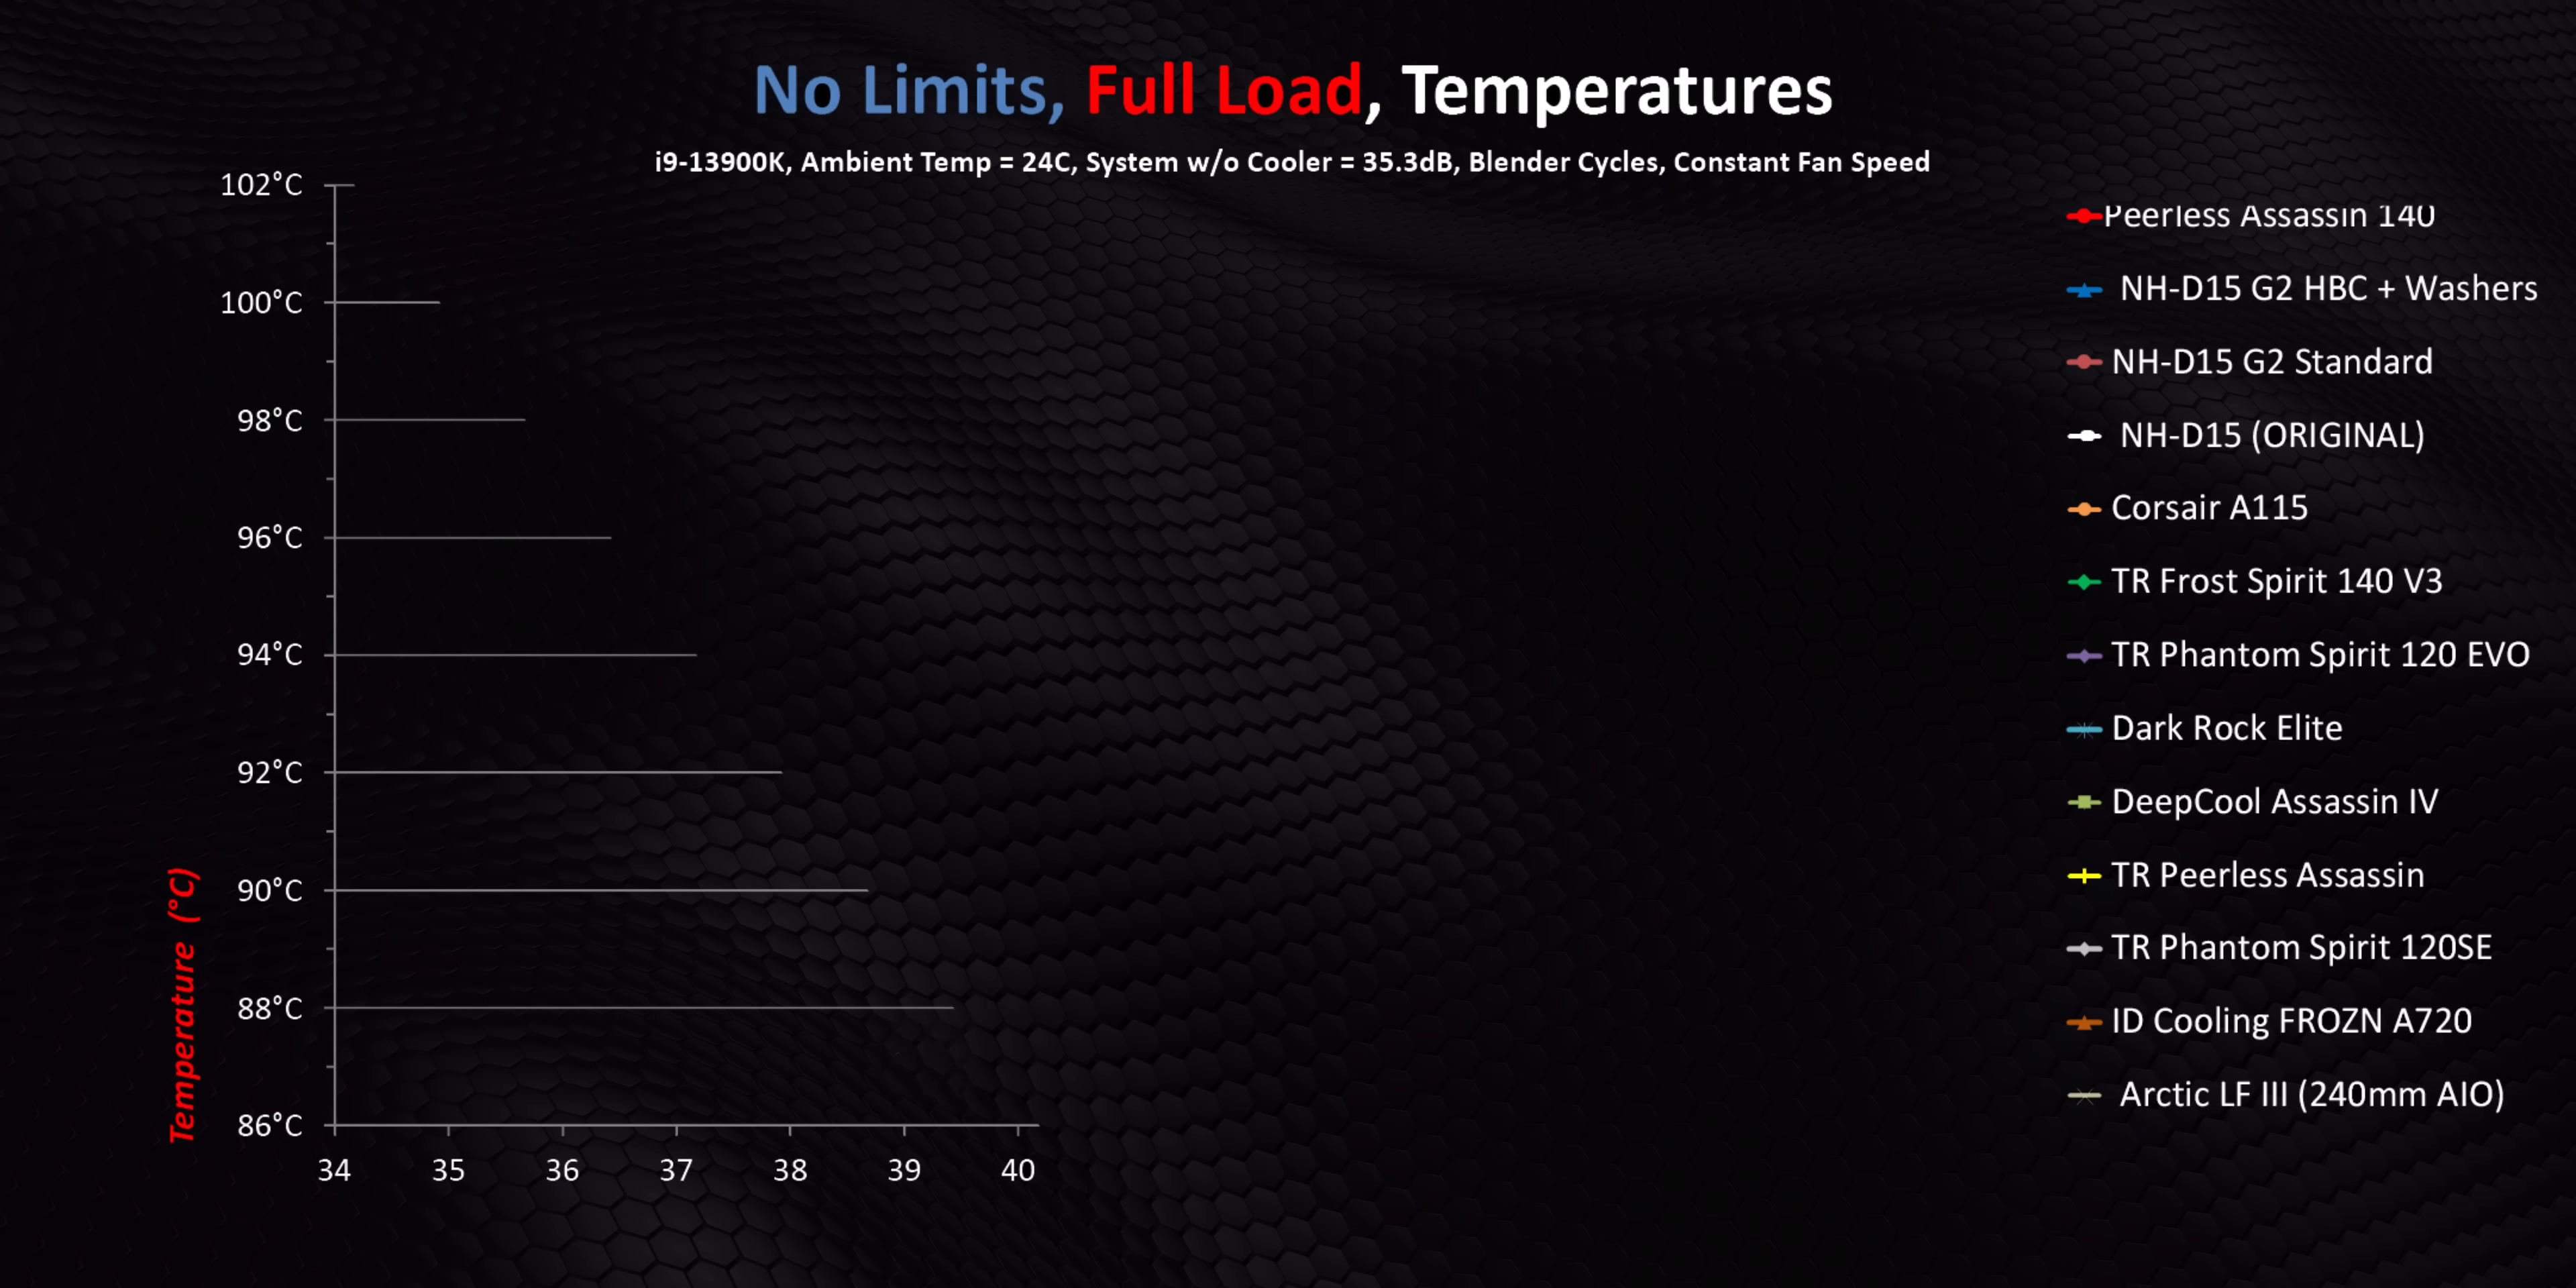 No Limits, Full Load, Temperatures
i9-13900K, Ambient Temp = 24C, System w/o Cooler = 35.3dB, Blender Cycles, Constant Fan Speed
102°C
100°C
98°C
96°C
94°C
92°C
90°C
88°C
86°C
Temperature (°C)
34 35 36 37 38 39 40
Peerless Assassin 140
NH-D15 G2 HBC + Washers
NH-D15 G2 Standard
NH-D15 (ORIGINAL)
Corsair A115
TR Frost Spirit 140 V3
TR Phantom Spirit 120 EVO
Dark Rock Elite
DeepCool Assassin IV
TR Peerless Assassin
TR Phantom Spirit 120SE
ID Cooling FROZN A720
Arctic LF III (240mm AIO)